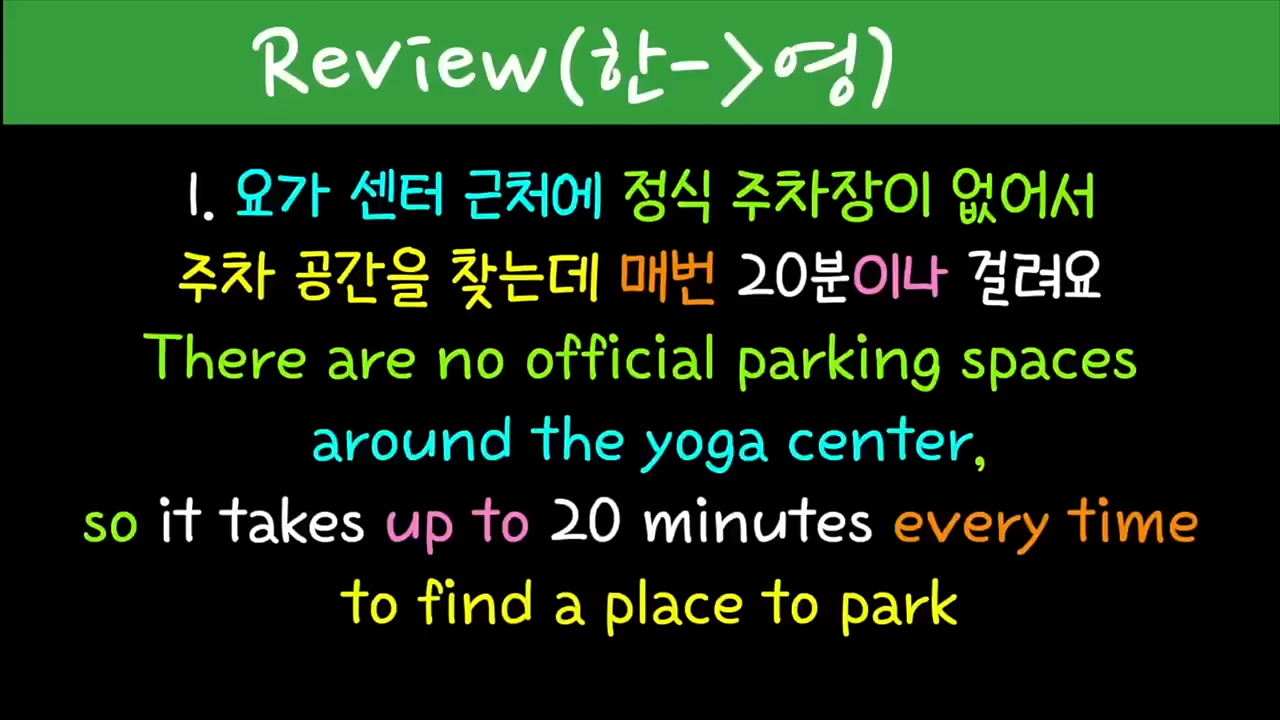 Review(한->영)
1. 요가 센터 근처에 정식 주차장이 없어서
주차 공간을 찾는데 매번 20분이나 걸려요
There are no official parking spaces
around the yoga center,
so it takes up to 20 minutes every time
to find a place to park